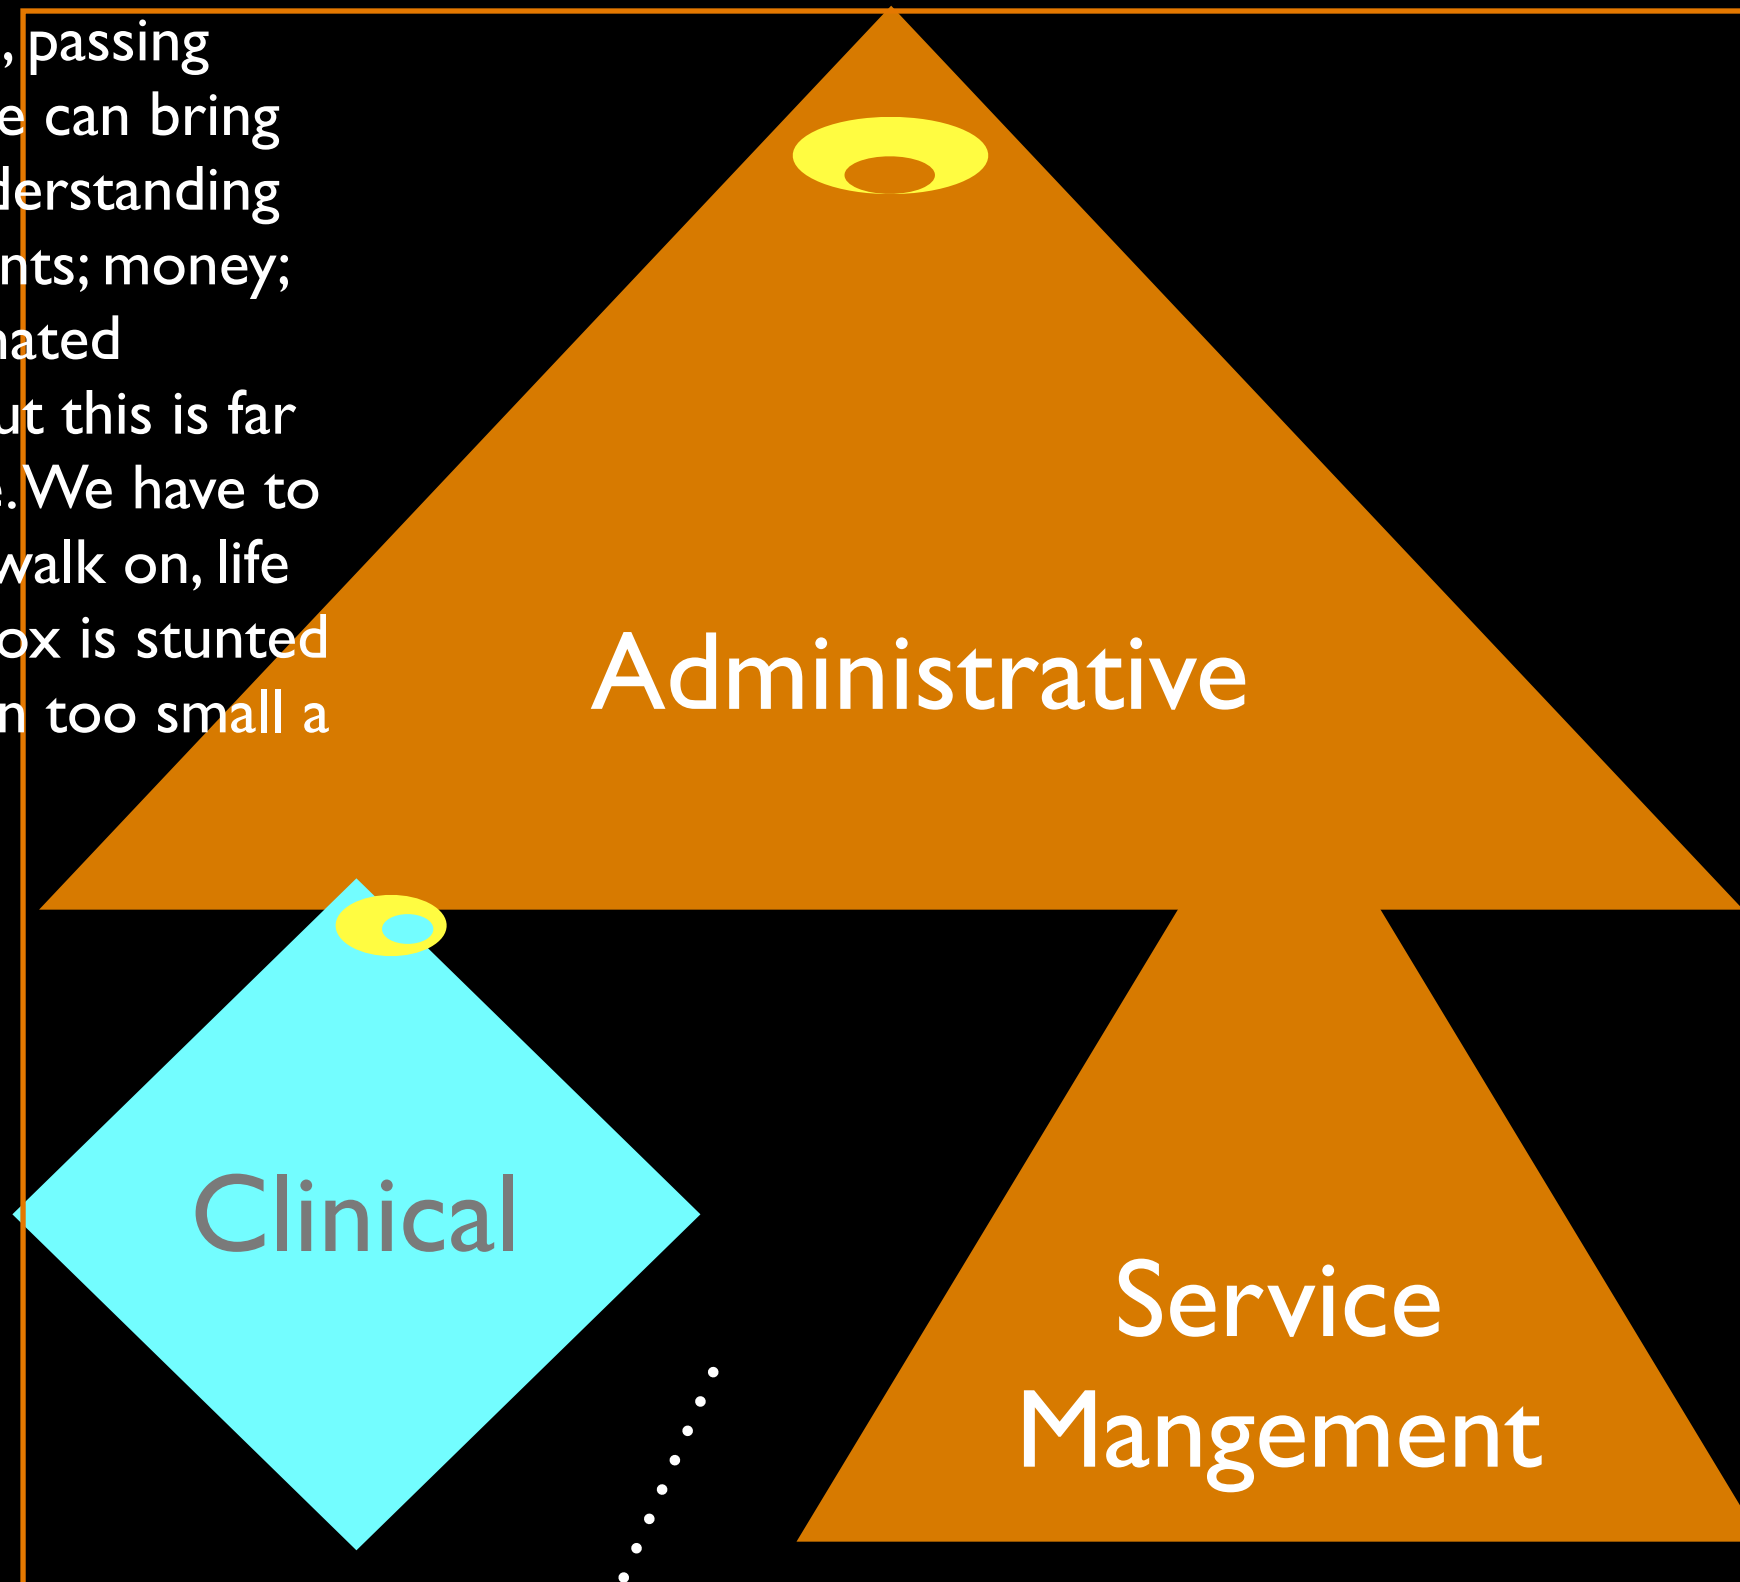 , passing
e can bring
derstanding
nts; money;
nated
ut this is far
e. We have to
walk on, life
ox is stunted
n too small a
Administrative
Clinical
Service
Mangement